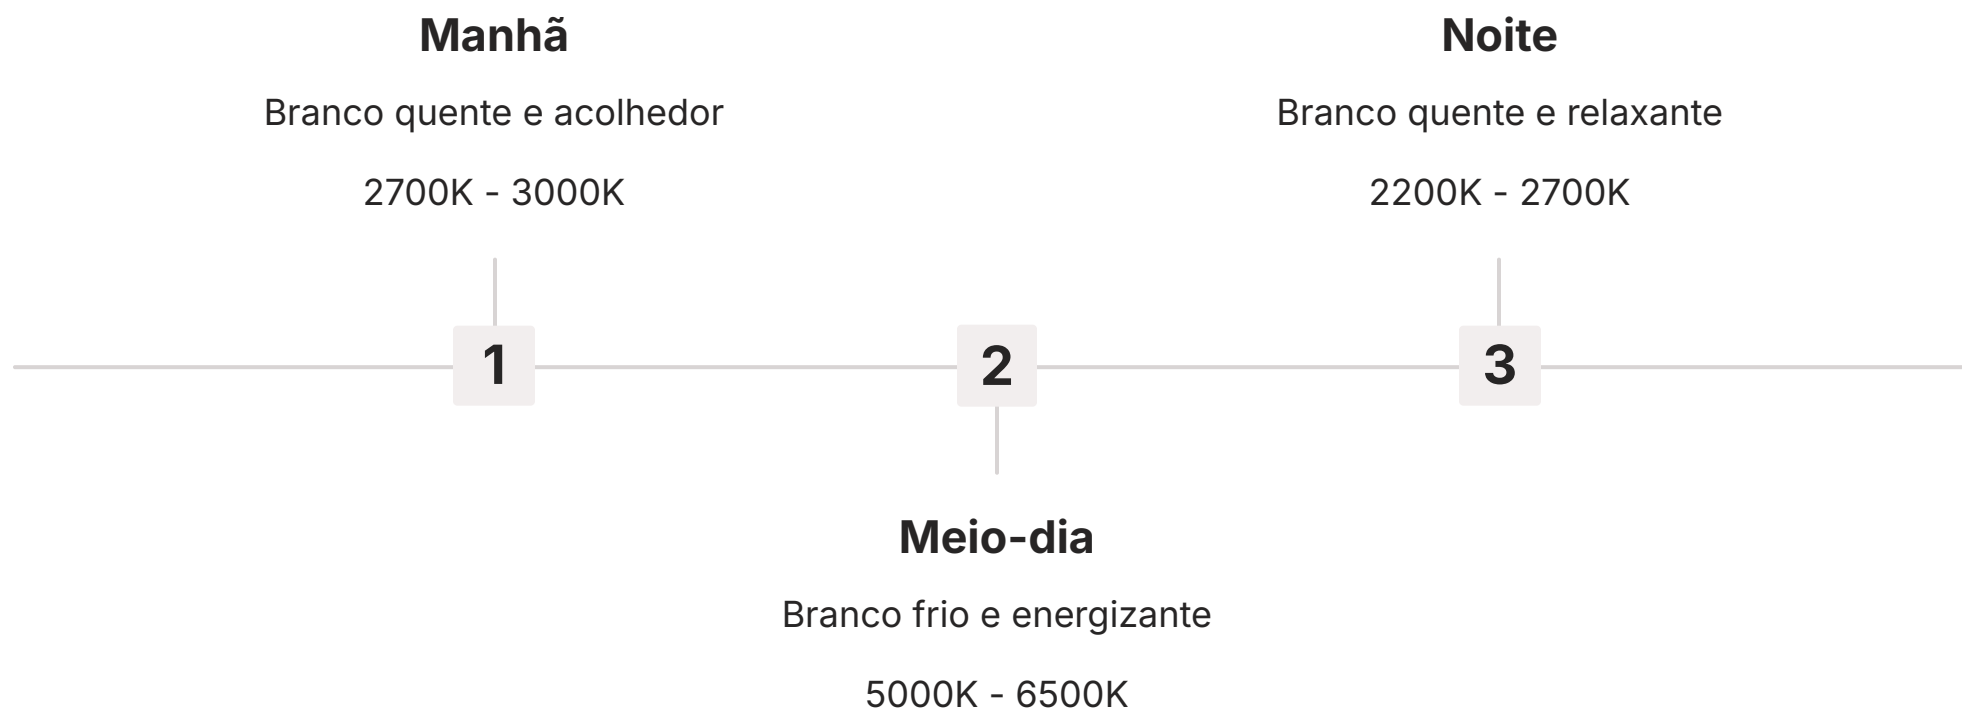 Manhã
Branco quente e acolhedor
2700K - 3000K
1
2
Meio-dia
Branco frio e energizante
5000K - 6500K
Noite
Branco quente e relaxante
2200K - 2700K
3